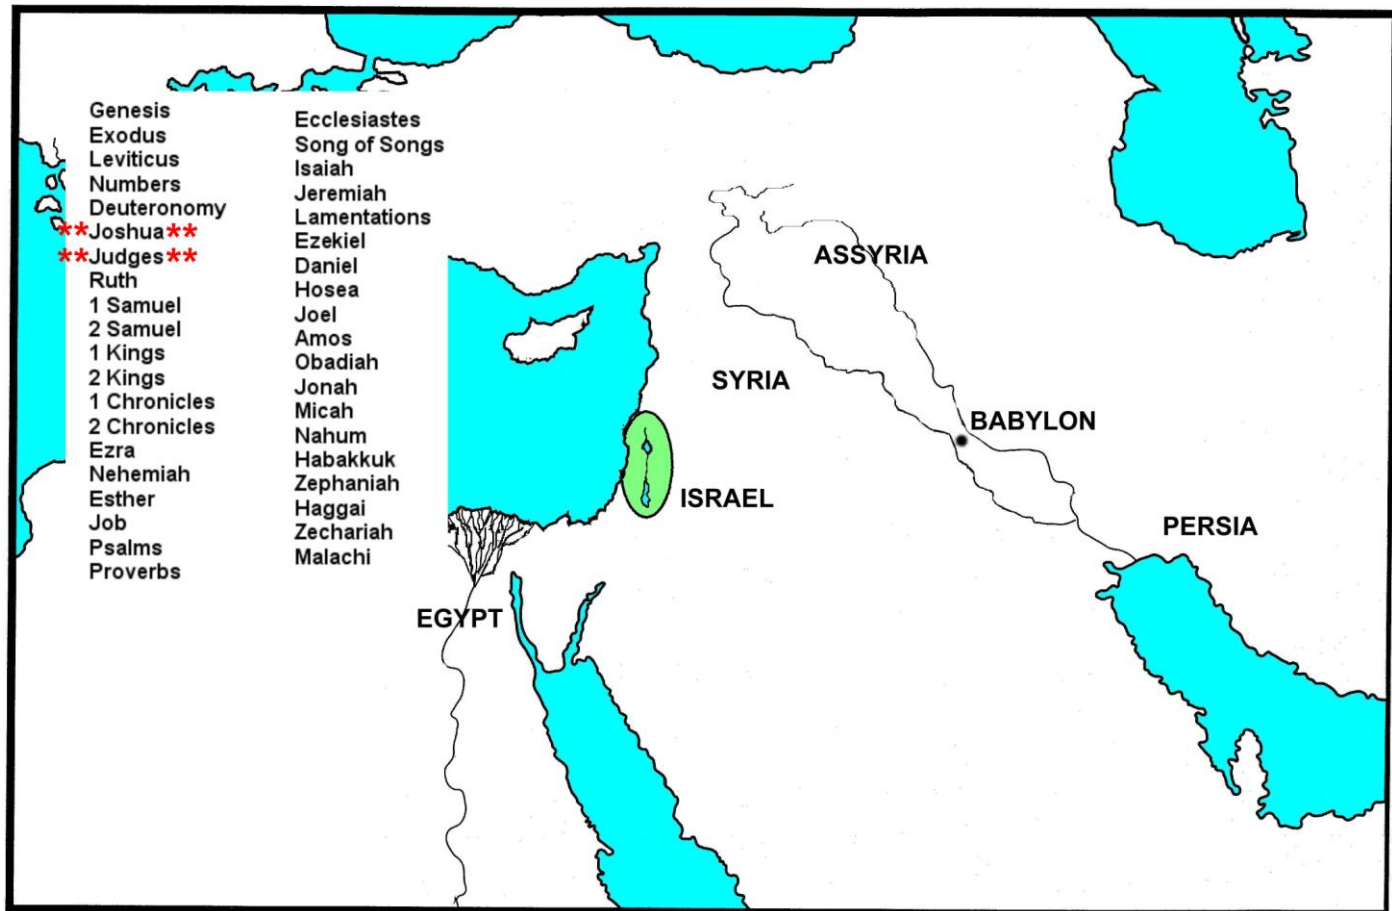 Genesis
Exodus
Leviticus
Numbers
Deuteronomy
**Joshua**
**Judges**
Ruth
1 Samuel
2 Samuel
1 Kings
2 Kings
1 Chronicles
2 Chronicles
Ezra
Nehemiah
Esther
Job
Psalms
Proverbs
Ecclesiastes
Song of Songs
Isaiah
Jeremiah
Lamentations
Ezekiel
Daniel
Hosea
Joel
Amos
Obadiah
Jonah
Micah
Nahum
Habakkuk
Zephaniah
Haggai
Zechariah
Malachi
ASSYRIA
SYRIA
BABYLON
ISRAEL
PERSIA
EGYPT